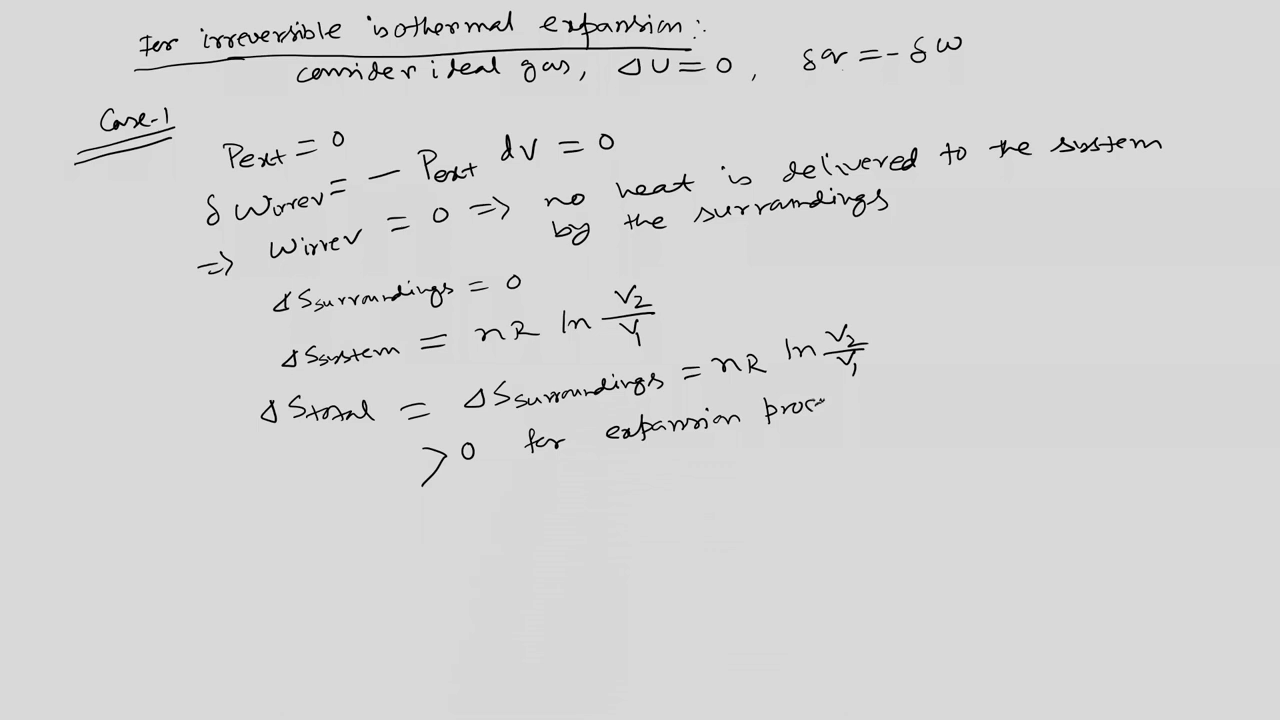 For irreversible isothermal expansion:
consider ideal gas, ΔU = 0, δq = - δw
Case-1
Pext = 0
δWirrev = - Pext dV = 0
⇒ Wirrev = 0 ⇒ no heat is delivered to the system
by the surroundings
ΔSsurroundings = 0
ΔSsystem = nR ln V2/V1
ΔStotal = ΔSsurroundings = nR ln V2/V1
> 0 for expansion proc